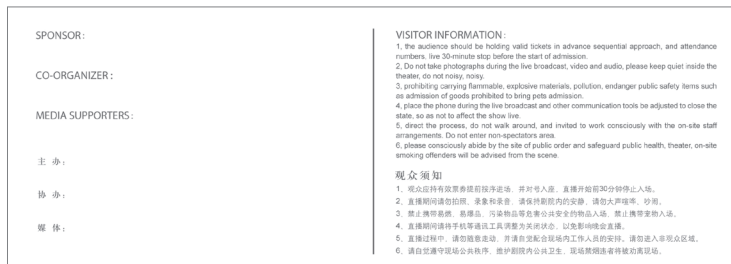 SPONSOR:
CO-ORGANIZER:
MEDIA SUPPORTERS:
主 办:
协 办:
媒 体:
VISITOR INFORMATION:
1, the audience should be holding valid tickets in advance sequential approach, and attendance
numbers, live 30-minute stop before the start of admission.
2, Do not take photographs during the live broadcast, video and audio, please keep quiet inside the
theater, do not noisy, noisy.
3, prohibiting carrying flammable, explosive materials, pollution, endanger public safety items such
as admission of goods prohibited to bring pets admission.
4, place the phone during the live broadcast and other communication tools be adjusted to close the
state, so as not to affect the show live.
5, direct the process, do not walk around, and invited to work consciously with the on-site staff
arrangements. Do not enter non-spectators area.
6, please consciously abide by the site of public order and safeguard public health, theater, on-site
smoking offenders will be advised from the scene.
观众须知
1、观众应持有效票券提前按序进场、并对号入座，直播开始前30分钟停止入场。
2、直播期间请勿拍照、录象和录音，请保持剧院内的安静，请勿大声喧哗、吵闹。
3、禁止携带易燃、易爆品、污染物品等危害公共安全的物品入场，禁止携带宠物入场。
4、直播期间请将手机等通讯工具调整为关闭状态，以免影响晚会直播。
5、直播过程中，请勿随意走动，并请自觉配合现场内工作人员的安排。请勿进入非观众区域。
6、请自觉遵守现场公共秩序，维护剧院内公共卫生，现场禁烟违者将被劝离现场。